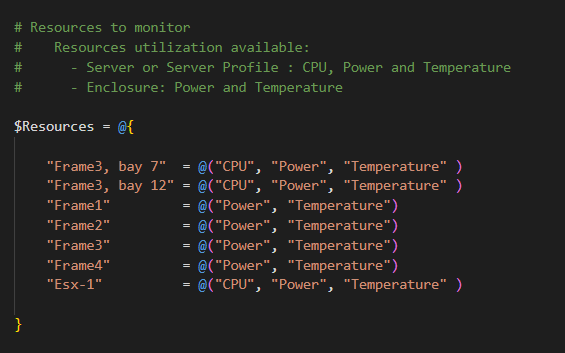 # Resources to monitor
#    Resources utilization available:
#      - Server or Server Profile : CPU, Power and Temperature
#      - Enclosure: Power and Temperature
$Resources = @{
    "Frame3, bay 7"  = @("CPU", "Power", "Temperature" )
    "Frame3, bay 12" = @("CPU", "Power", "Temperature" )
    "Frame1"         = @("Power", "Temperature")
    "Frame2"         = @("Power", "Temperature")
    "Frame3"         = @("Power", "Temperature")
    "Frame4"         = @("Power", "Temperature")
    "Esx-1"          = @("CPU", "Power", "Temperature" )
}